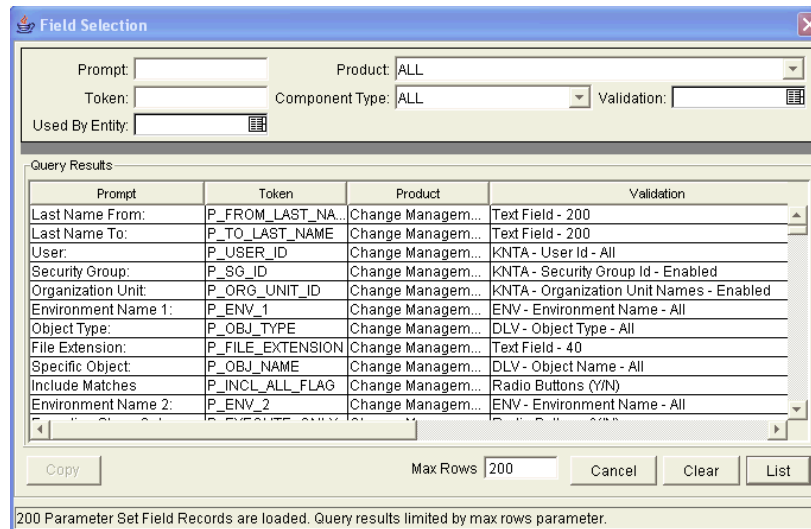 Field Selection
Prompt: Product: ALL
Token: Component Type: ALL Validation:
Used By Entity:
Query Results
Prompt Token Product Validation
Last Name From: P_FROM_LAST_NA... Change Managem... Text Field - 200
Last Name To: P_TO_LAST_NAME Change Managem... Text Field - 200
User: P_USER_ID Change Managem... KNTA - User Id - All
Security Group: P_SG_ID Change Managem... KNTA - Security Group Id - Enabled
Organization Unit: P_ORG_UNIT_ID Change Managem... KNTA - Organization Unit Names - Enabled
Environment Name 1: P_ENV_1 Change Managem... ENV - Environment Name - All
Object Type: P_OBJ_TYPE Change Managem... DLV - Object Type - All
File Extension: P_FILE_EXTENSION Change Managem... Text Field - 40
Specific Object: P_OBJ_NAME Change Managem... DLV - Object Name - All
Include Matches P_INCL_ALL_FLAG Change Managem... Radio Buttons (Y/N)
Environment Name 2: P_ENV_2 Change Managem... ENV - Environment Name - All
Copy Max Rows 200 Cancel Clear List
200 Parameter Set Field Records are loaded. Query results limited by max rows parameter.